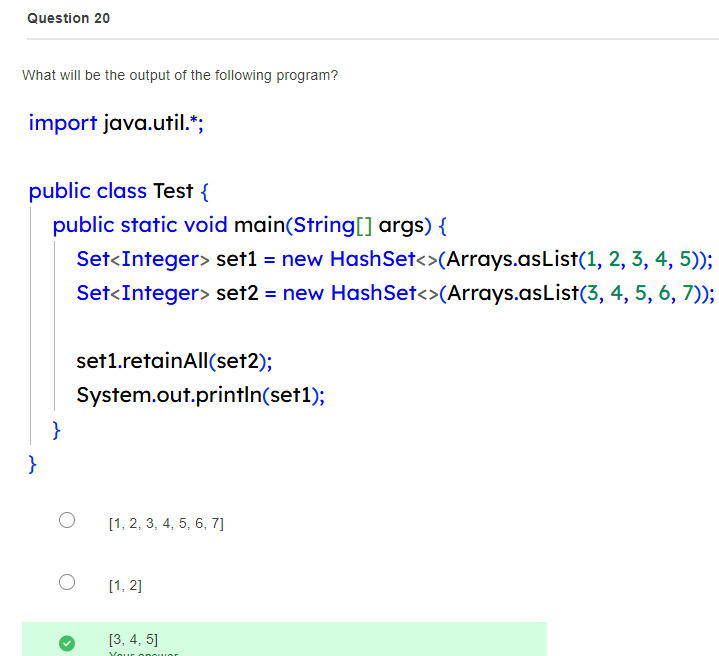 Question 20
What will be the output of the following program?
import java.util.*;
public class Test {
public static void main(String[] args) {
Set<Integer> set1 = new HashSet<>(Arrays.asList(1, 2, 3, 4, 5));
Set<Integer> set2 = new HashSet<>(Arrays.asList(3, 4, 5, 6, 7));
set1.retainAll(set2);
System.out.println(set1);
}
}
[1, 2, 3, 4, 5, 6, 7]
[1, 2]
[3, 4, 5]
Your answer